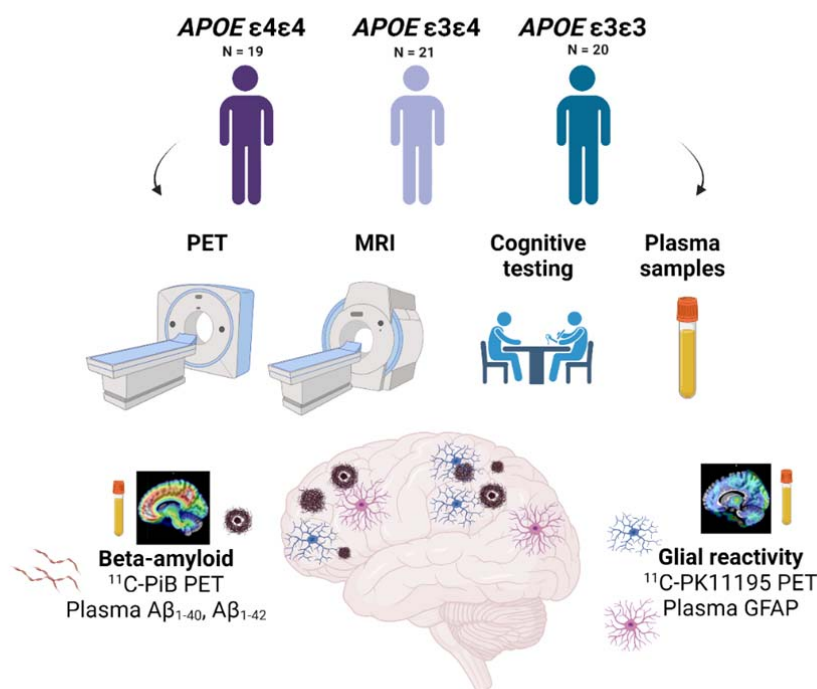 APOE ε4ε4
N = 19
APOE ε3ε4
N = 21
APOE ε3ε3
N = 20
PET
MRI
Cognitive
testing
Plasma
samples
Beta-amyloid
¹¹C-PiB PET
Plasma Aβ₁₋₄₀, Aβ₁₋₄₂
Glial reactivity
¹¹C-PK11195 PET
Plasma GFAP